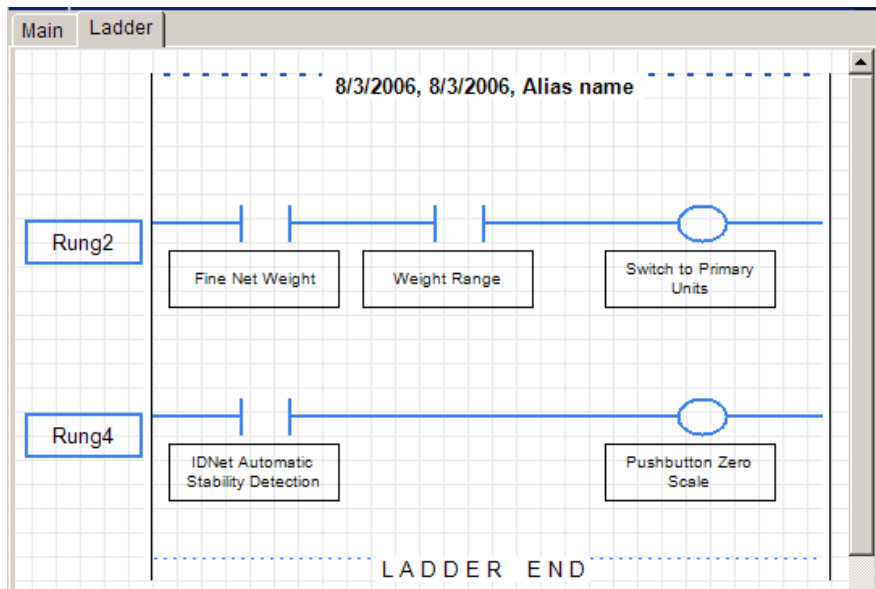 Main Ladder
8/3/2006, 8/3/2006, Alias name
Rung2
Fine Net Weight
Weight Range
Switch to Primary
Units
Rung4
IDNet Automatic
Stability Detection
Pushbutton Zero
Scale
LADDER END